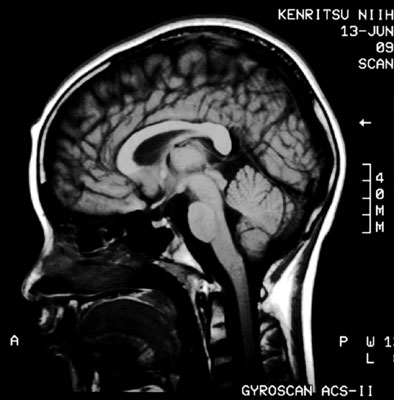 KENRITSU NIIH
13-JUN
09
SCAN
←
4
0
M
M
A
P
W 1
L
GYROSCAN ACS-II